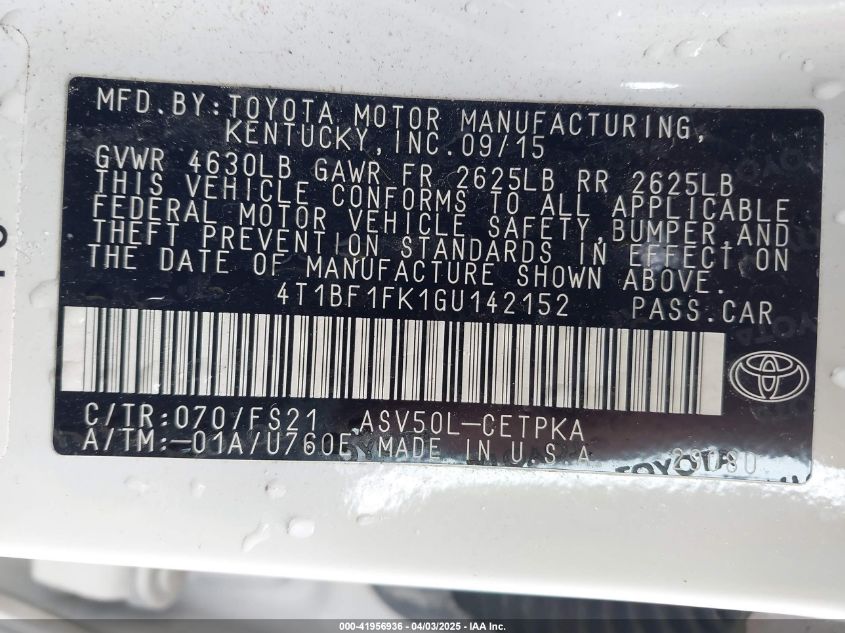 MFD.BY:TOYOTA MOTOR MANUFACTURING,
KENTUCKY,INC.09/15
GVWR 4630LB GAWR FR 2625LB RR 2625LB
THIS VEHICLE CONFORMS TO ALL APPLICABLE
FEDERAL MOTOR VEHICLE SAFETY,BUMPER,AND
THEFT PREVENTION STANDARDS IN EFFECT ON
THE DATE OF MANUFACTURE SHOWN ABOVE.
4T1BF1FK1GU142152 PASS.CAR
C/TR:070/FS21 ASV50L-CETPKA
A/TM:-01A/U760E MADE IN U.S.A
TOYOTA
000-41956936 - 04/03/2025 - IAA Inc.